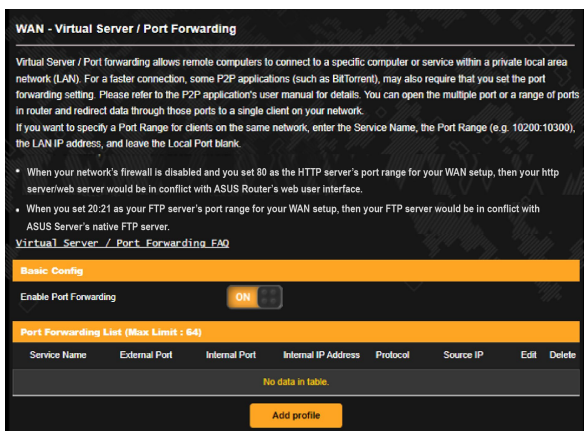 WAN - Virtual Server / Port Forwarding
Virtual Server / Port forwarding allows remote computers to connect to a specific computer or service within a private local area
network (LAN). For a faster connection, some P2P applications (such as BitTorrent), may also require that you set the port
forwarding setting. Please refer to the P2P application's user manual for details. You can open the multiple port or a range of ports
in router and redirect data through those ports to a single client on your network.
If you want to specify a Port Range for clients on the same network, enter the Service Name, the Port Range (e.g. 10200:10300),
the LAN IP address, and leave the Local Port blank.
• When your network's firewall is disabled and you set 80 as the HTTP server's port range for your WAN setup, then your http
server/web server would be in conflict with ASUS Router's web user interface.
• When you set 20:21 as your FTP server's port range for your WAN setup, then your FTP server would be in conflict with
ASUS Server's native FTP server.
Virtual Server / Port Forwarding FAQ
Basic Config
Enable Port Forwarding ON
Port Forwarding List (Max Limit : 64)
Service Name External Port Internal Port Internal IP Address Protocol Source IP Edit Delete
No data in table.
Add profile